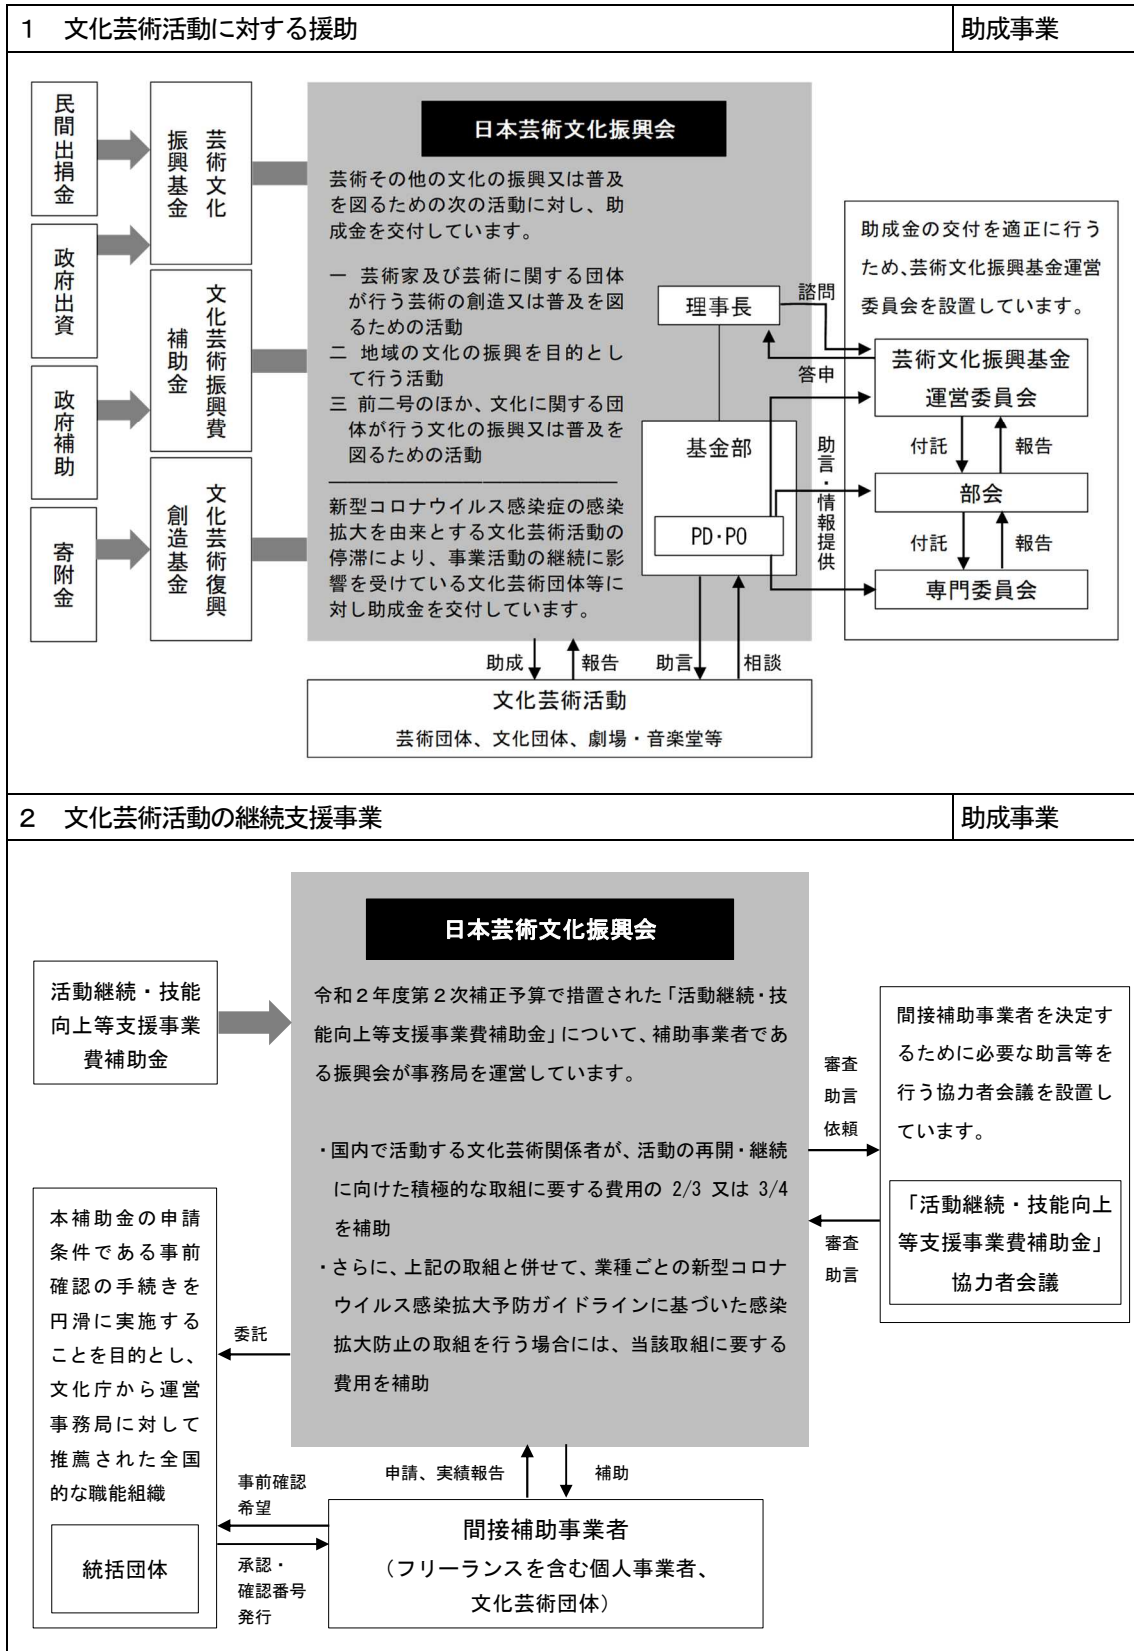 １　文化芸術活動に対する援助
助成事業
民間出捐金
政府出資
政府補助
寄附金
芸術文化
振興基金
文化芸術振興費
補助金
文化芸術復興
創造基金
日本芸術文化振興会
芸術その他の文化の振興又は普及
を図るための次の活動に対し、助
成金を交付しています。
一 芸術家及び芸術に関する団体
が行う芸術の創造又は普及を図
るための活動
二 地域の文化の振興を目的とし
て行う活動
三 前二号のほか、文化に関する団
体が行う文化の振興又は普及を
図るための活動
新型コロナウイルス感染症の感染
拡大を由来とする文化芸術活動の
停滞により、事業活動の継続に影
響を受けている文化芸術団体等に
対し助成金を交付しています。
理事長
基金部
PD・PO
諮問
答申
助言・情報提供
助成金の交付を適正に行う
ため、芸術文化振興基金運営
委員会を設置しています。
芸術文化振興基金
運営委員会
付託
報告
部会
付託
報告
専門委員会
助成
報告
助言
相談
文化芸術活動
芸術団体、文化団体、劇場・音楽堂等
２　文化芸術活動の継続支援事業
助成事業
活動継続・技能
向上等支援事業
費補助金
日本芸術文化振興会
令和２年度第２次補正予算で措置された「活動継続・技
能向上等支援事業費補助金」について、補助事業者であ
る振興会が事務局を運営しています。
・国内で活動する文化芸術関係者が、活動の再開・継続
に向けた積極的な取組に要する費用の 2/3 又は 3/4
を補助
・さらに、上記の取組と併せて、業種ごとの新型コロナ
ウイルス感染拡大予防ガイドラインに基づいた感染
拡大防止の取組を行う場合には、当該取組に要する
費用を補助
審査
助言
依頼
審査
助言
間接補助事業者を決定す
るために必要な助言等を
行う協力者会議を設置し
ています。
「活動継続・技能向上
等支援事業費補助金」
協力者会議
本補助金の申請
条件である事前
確認の手続きを
円滑に実施する
ことを目的とし、
文化庁から運営
事務局に対して
推薦された全国
的な職能組織
統括団体
委託
事前確認
希望
承認・
確認番号
発行
申請、実績報告
補助
間接補助事業者
（フリーランスを含む個人事業者、
文化芸術団体）